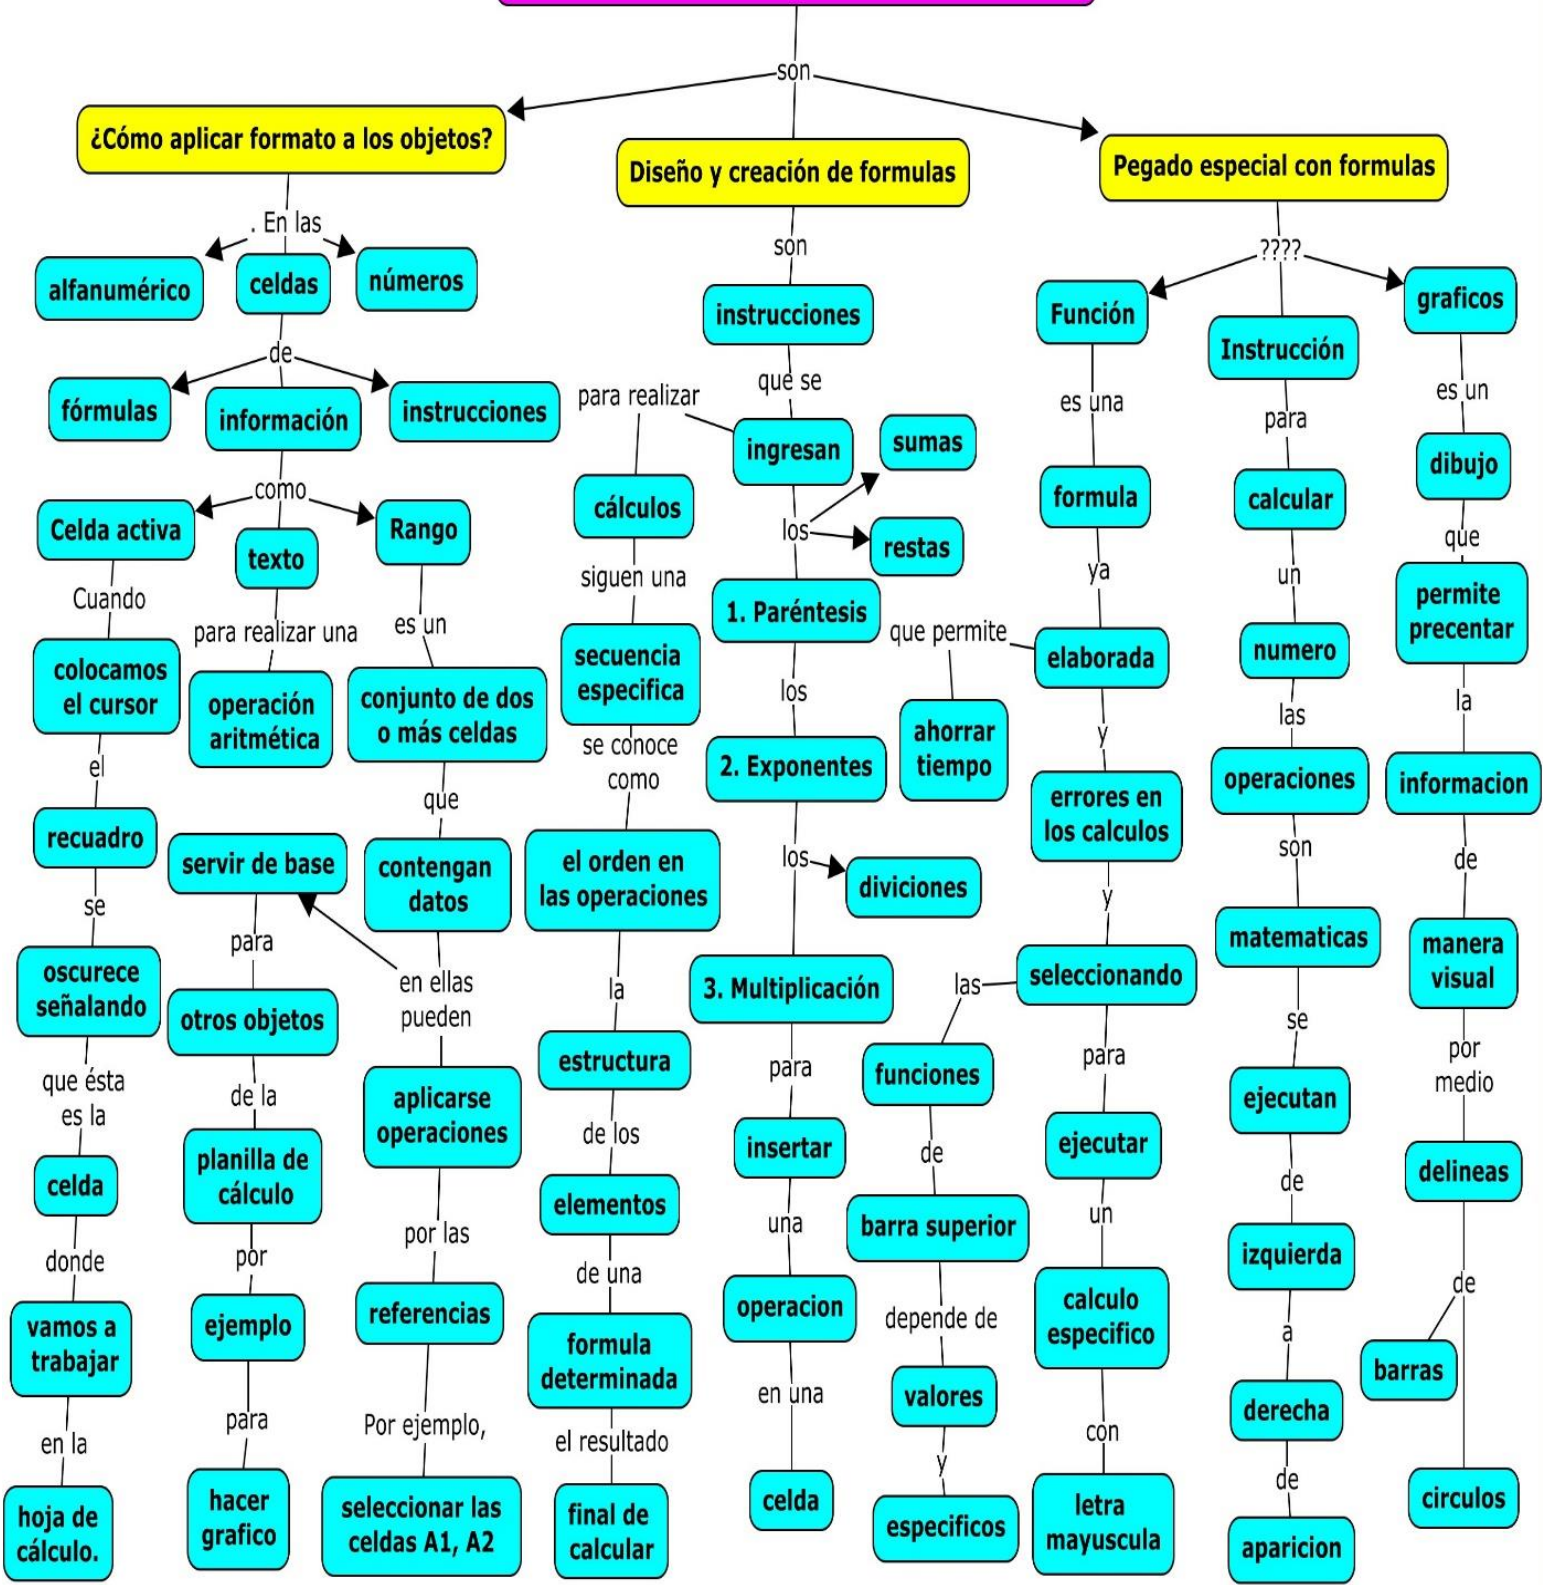 son
¿Cómo aplicar formato a los objetos?
Diseño y creación de formulas
Pegado especial con formulas
. En las
alfanumérico
celdas
números
de
fórmulas
información
instrucciones
como
Celda activa
texto
Rango
Cuando
colocamos
el cursor
el
recuadro
se
oscurece
señalando
que ésta
es la
celda
donde
vamos a
trabajar
en la
hoja de
cálculo.
para realizar una
operación
aritmética
es un
conjunto de dos
o más celdas
que
contengan
datos
en ellas
pueden
servir de base
para
otros objetos
de la
planilla de
cálculo
por
ejemplo
para
hacer
grafico
aplicarse
operaciones
por las
referencias
Por ejemplo,
seleccionar las
celdas A1, A2
son
instrucciones
que se
ingresan
para realizar
cálculos
siguen una
secuencia
especifica
se conoce
como
el orden en
las operaciones
la
estructura
de los
elementos
de una
formula
determinada
el resultado
final de
calcular
los
sumas
restas
1. Paréntesis
los
2. Exponentes
los
diviciones
3. Multiplicación
para
insertar
una
operacion
en una
celda
????
Función
Instrucción
graficos
es una
formula
ya
elaborada
que permite
ahorrar
tiempo
y
errores en
los calculos
y
seleccionando
las
funciones
de
barra superior
depende de
valores
y
especificos
para
ejecutar
un
calculo
especifico
con
letra
mayuscula
para
calcular
un
numero
las
operaciones
son
matematicas
se
ejecutan
de
izquierda
a
derecha
de
aparicion
es un
dibujo
que
permite
precentar
la
informacion
de
manera
visual
por
medio
delineas
de
barras
circulos